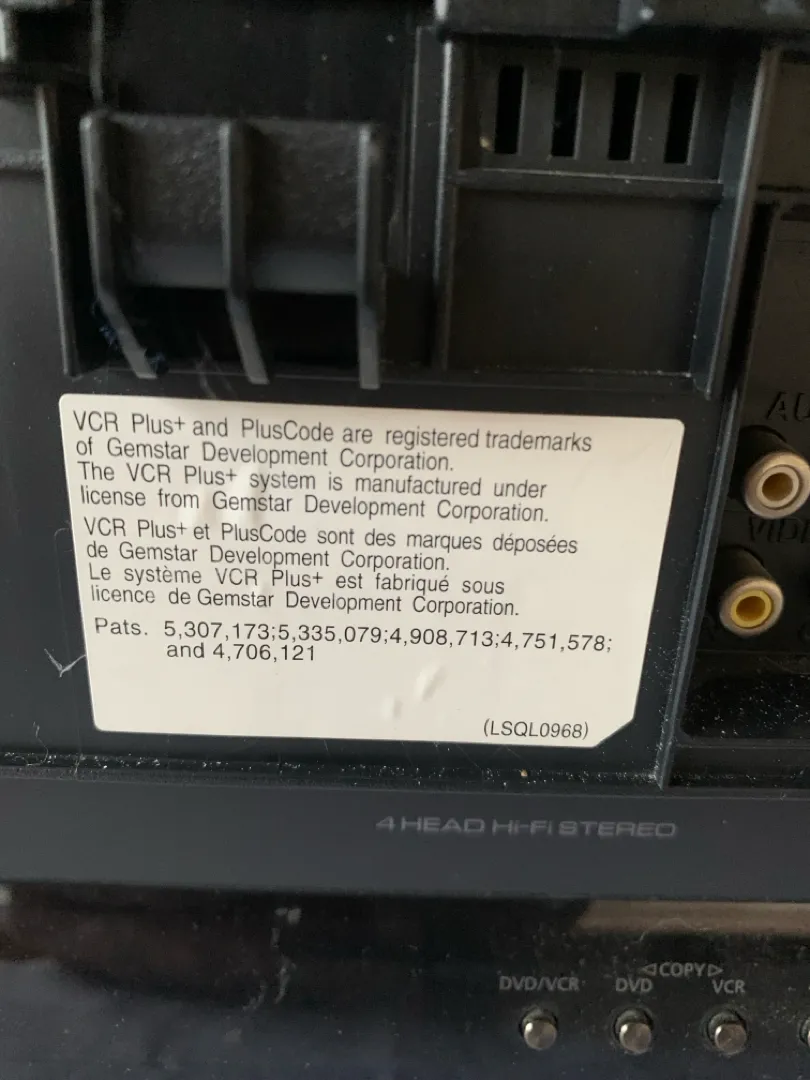 VCR Plus+ and PlusCode are registered trademarks
of Gemstar Development Corporation.
The VCR Plus+ system is manufactured under
license from Gemstar Development Corporation.
VCR Plus+ et PlusCode sont des marques déposées
de Gemstar Development Corporation.
Le système VCR Plus+ est fabriqué sous
licence de Gemstar Development Corporation.
Pats. 5,307,173;5,335,079;4,908,713;4,751,578;
and 4,706,121
(LSQL0968)
4 HEAD Hi-Fi STEREO
◁COPY▷
DVD/VCR DVD VCR